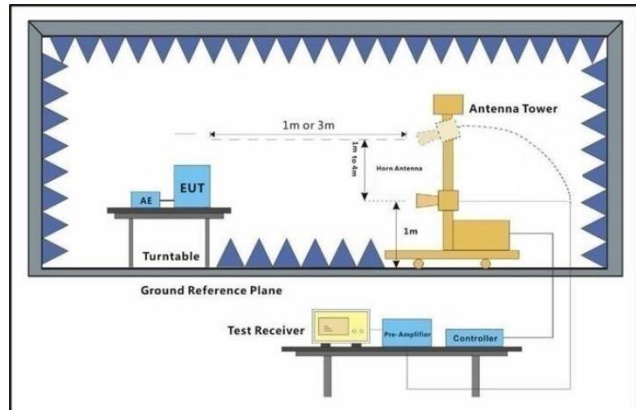 1m or 3m
Antenna Tower
1m to 4m
Horn Antenna
EUT
AE
1m
Turntable
Ground Reference Plane
Test Receiver
Pre-Amplifier
Controller